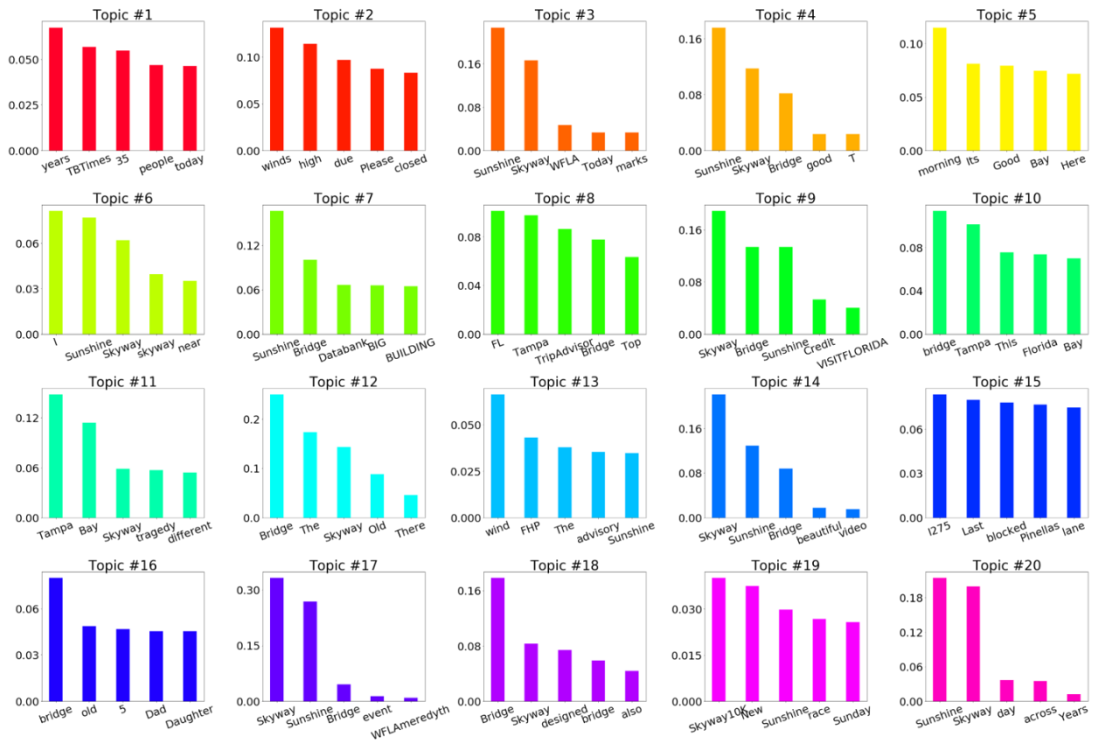 Topic #1 Topic #2 Topic #3 Topic #4 Topic #5
0.050 0.10 0.16 0.16 0.10
0.025 0.05 0.08 0.08 0.05
0.000 0.00 0.00 0.00 0.00
years TBTimes 35 people today winds high due Please closed Sunshine Skyway WFLA Today marks Sunshine Skyway Bridge good T morning Its Good Bay Here
Topic #6 Topic #7 Topic #8 Topic #9 Topic #10
0.06 0.12 0.08 0.16 0.08
0.03 0.06 0.04 0.08 0.04
0.00 0.00 0.00 0.00 0.00
I Sunshine Skyway skyway near Sunshine Bridge Databank BIG BUILDING FL Tampa TripAdvisor Bridge Top Skyway Bridge Sunshine Credit VISITFLORIDA bridge Tampa This Florida Bay
Topic #11 Topic #12 Topic #13 Topic #14 Topic #15
0.12 0.2 0.050 0.16 0.06
0.06 0.1 0.025 0.08 0.03
0.00 0.0 0.000 0.00 0.00
Tampa Bay Skyway tragedy different Bridge The Skyway Old There wind FHP The advisory Sunshine Skyway Sunshine Bridge beautiful video I275 Last blocked Pinellas lane
Topic #16 Topic #17 Topic #18 Topic #19 Topic #20
0.06 0.30 0.16 0.030 0.18
0.03 0.20 0.08 0.015 0.12
0.00 0.10 0.00 0.000 0.06
0.00 0.00
bridge old 5 Dad Daughter Skyway Sunshine Bridge event WFLAmeredyth Bridge Skyway designed bridge also Skyway10K New Sunshine race Sunday Sunshine Skyway day across Years